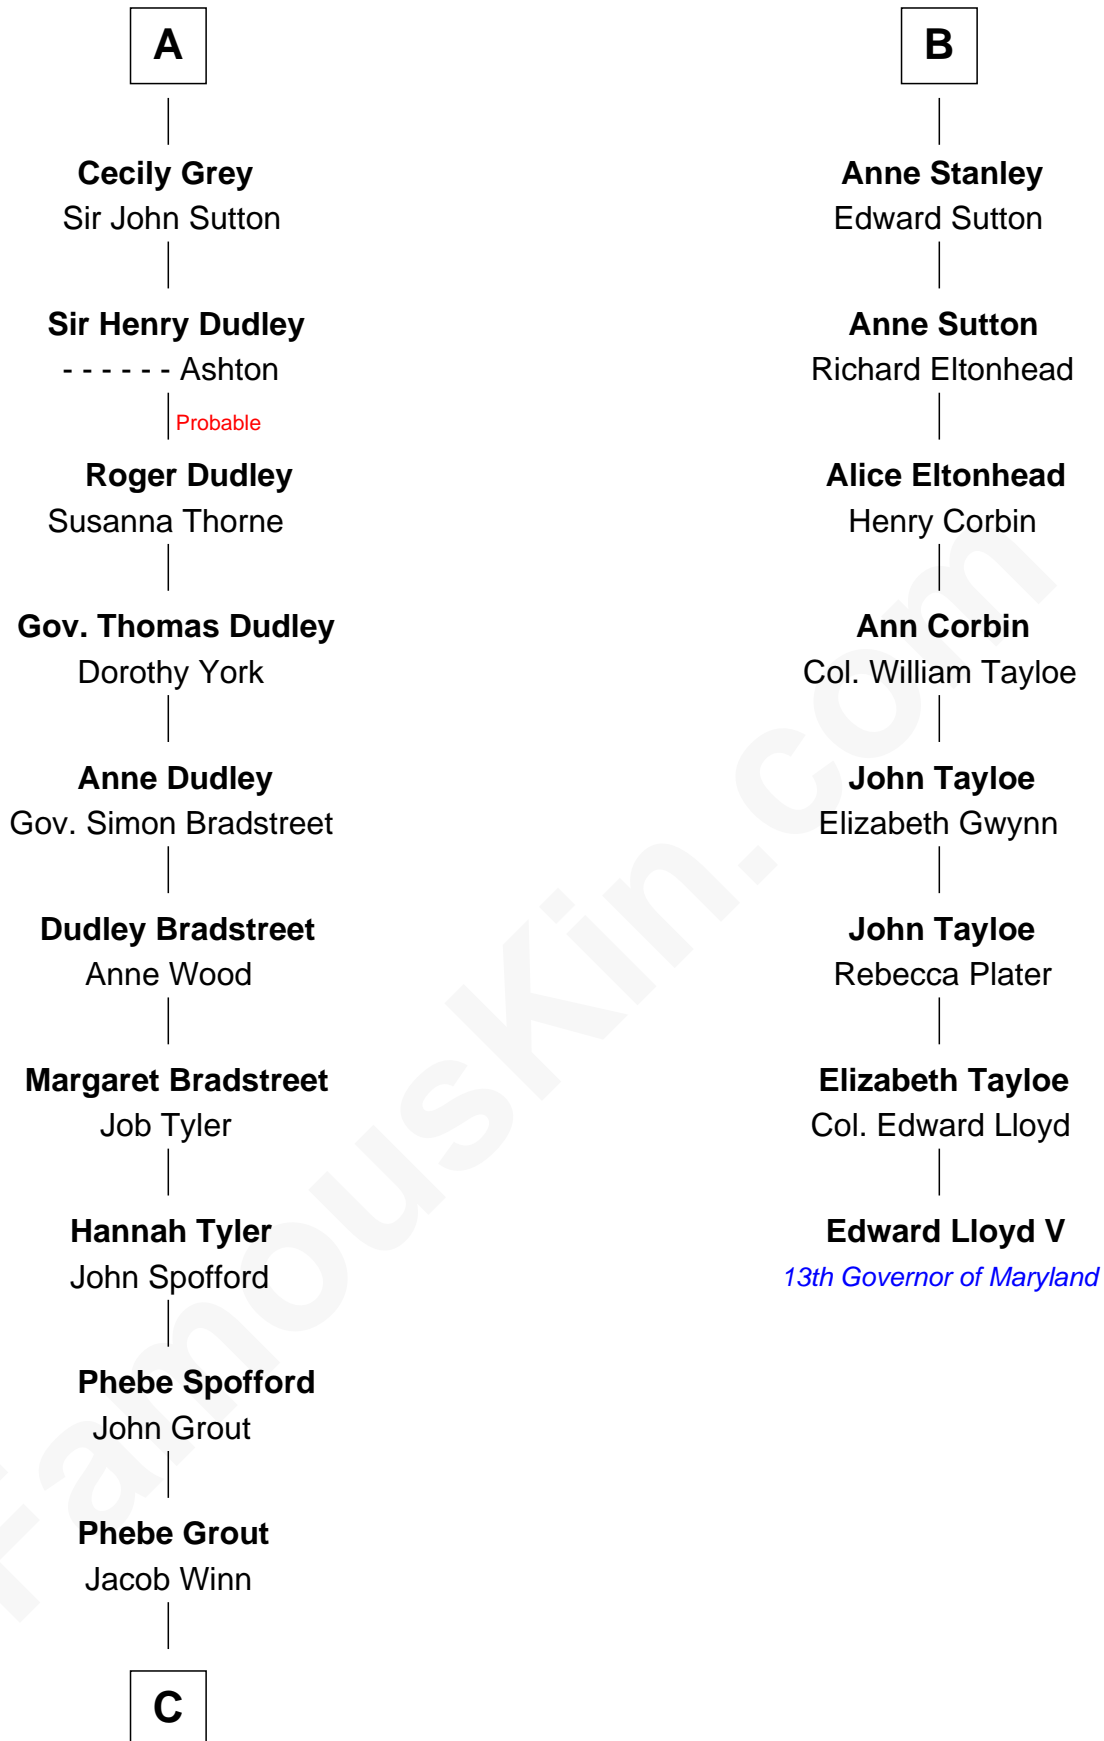 A
Cecily Grey
Sir John Sutton
Sir Henry Dudley
- - - - - - Ashton
Probable
Roger Dudley
Susanna Thorne
Gov. Thomas Dudley
Dorothy York
Anne Dudley
Gov. Simon Bradstreet
Dudley Bradstreet
Anne Wood
Margaret Bradstreet
Job Tyler
Hannah Tyler
John Spofford
Phebe Spofford
John Grout
Phebe Grout
Jacob Winn
C
B
Anne Stanley
Edward Sutton
Anne Sutton
Richard Eltonhead
Alice Eltonhead
Henry Corbin
Ann Corbin
Col. William Tayloe
John Tayloe
Elizabeth Gwynn
John Tayloe
Rebecca Plater
Elizabeth Tayloe
Col. Edward Lloyd
Edward Lloyd V
13th Governor of Maryland
FamousKin.com